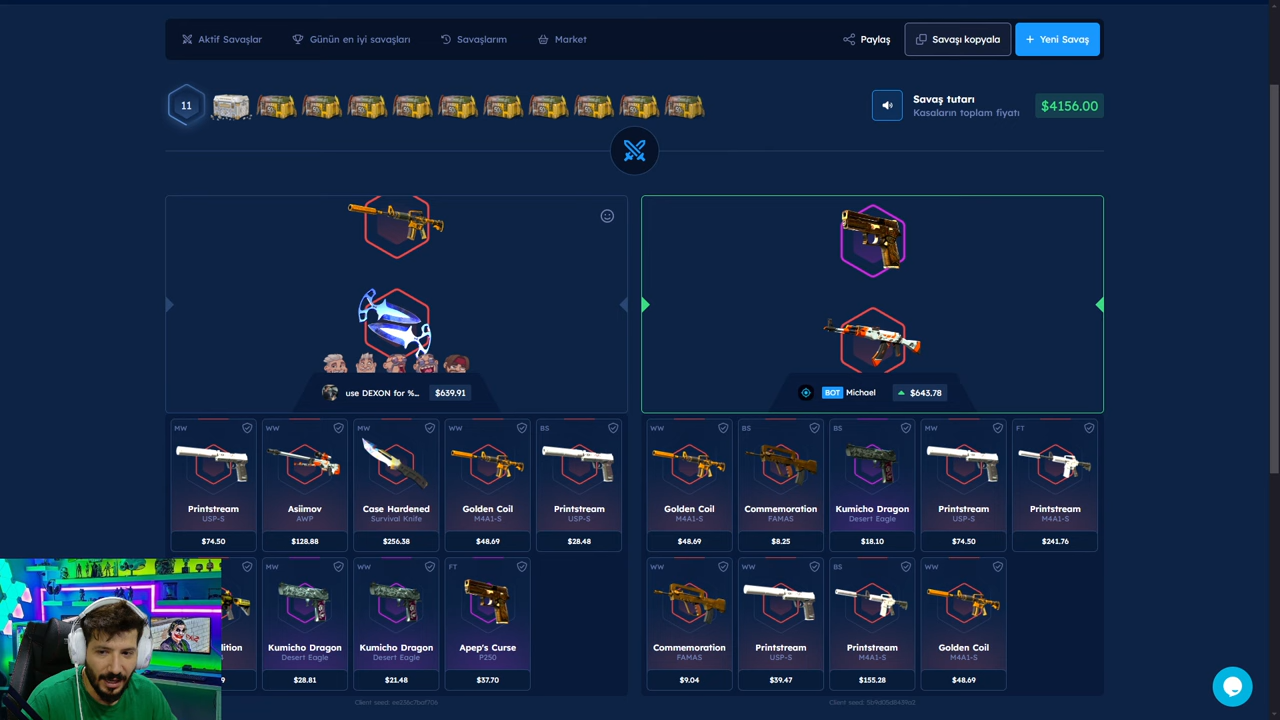 Aktif Savaşlar
Günün en iyi savaşları
Savaşlarım
Market
Paylaş
Savaşı kopyala
+ Yeni Savaş
11
Savaş tutarı
Kasaların toplam fiyatı
$4156.00
use DEXON for %...
$639.91
BOT Michael
$643.78
MW
Printstream
USP-S
$74.50
WW
Asiimov
AWP
$128.88
MW
Case Hardened
Survival Knife
$256.38
WW
Golden Coil
M4A1-S
$48.69
BS
Printstream
USP-S
$28.48
WW
Golden Coil
M4A1-S
$48.69
BS
Commemoration
FAMAS
$8.25
BS
Kumicho Dragon
Desert Eagle
$18.10
MW
Printstream
USP-S
$74.50
FT
Printstream
M4A1-S
$241.76
MW
Kumicho Dragon
Desert Eagle
$28.81
WW
Kumicho Dragon
Desert Eagle
$21.48
FT
Apep's Curse
P250
$37.70
WW
Commemoration
FAMAS
$9.04
WW
Printstream
USP-S
$39.47
BS
Printstream
M4A1-S
$155.28
WW
Golden Coil
M4A1-S
$48.69